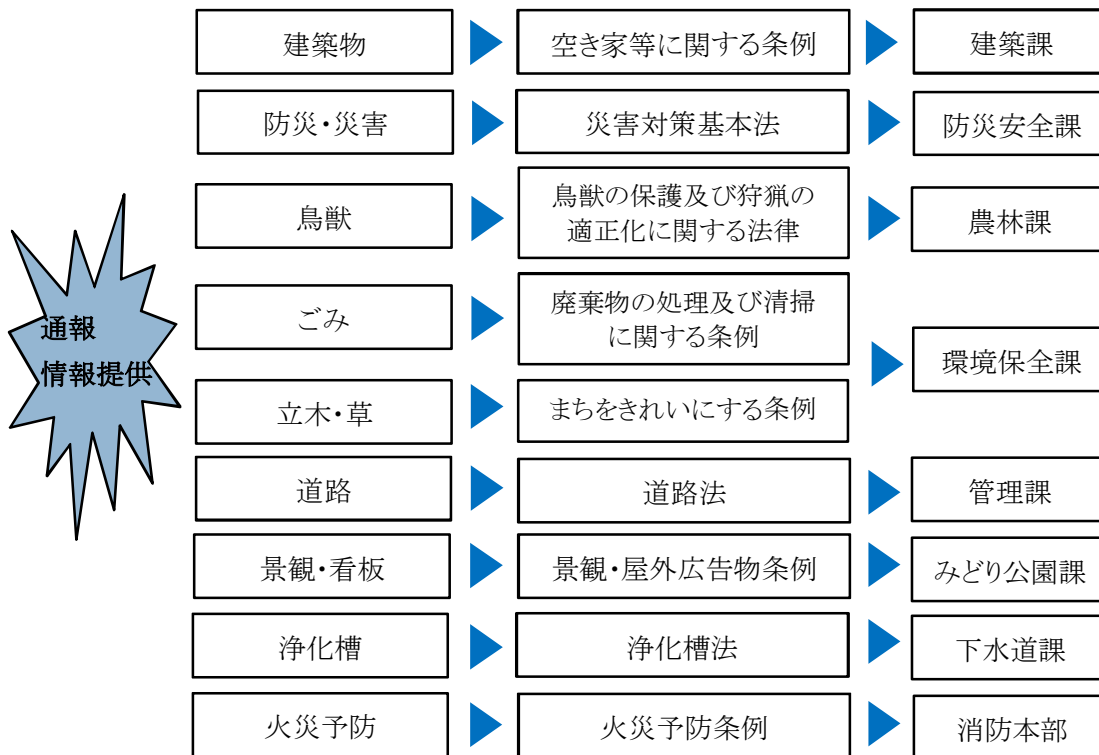 建築物
空き家等に関する条例
建築課
防災・災害
災害対策基本法
防災安全課
鳥獣
鳥獣の保護及び狩猟の
適正化に関する法律
農林課
通報
情報提供
ごみ
廃棄物の処理及び清掃
に関する条例
環境保全課
立木・草
まちをきれいにする条例
道路
道路法
管理課
景観・看板
景観・屋外広告物条例
みどり公園課
浄化槽
浄化槽法
下水道課
火災予防
火災予防条例
消防本部